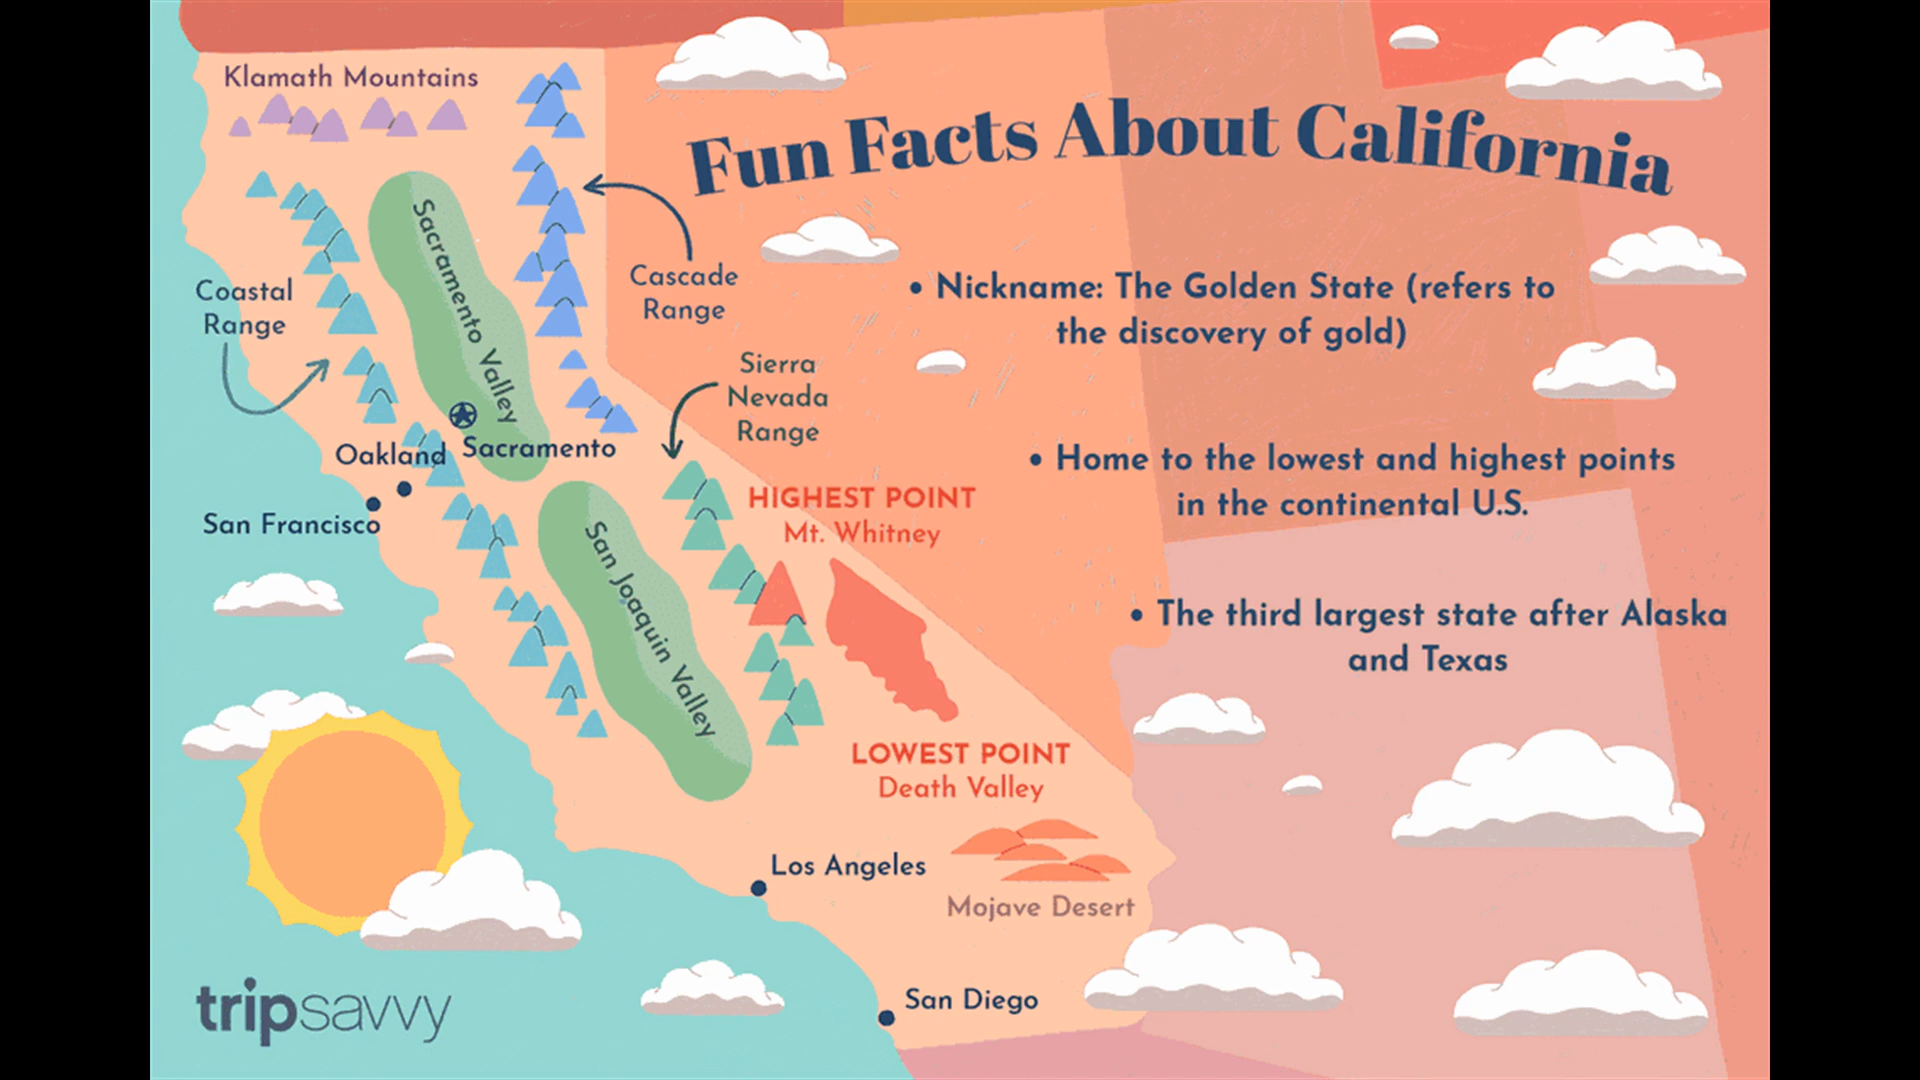 Klamath Mountains
Fun Facts About California
Sacramento Valley
Coastal
Range
Cascade
Range
• Nickname: The Golden State (refers to
the discovery of gold)
Sierra
Nevada
Range
Oakland
Sacramento
San Francisco
• Home to the lowest and highest points
in the continental U.S.
HIGHEST POINT
Mt. Whitney
San Joaquin Valley
• The third largest state after Alaska
and Texas
LOWEST POINT
Death Valley
Los Angeles
Mojave Desert
San Diego
tripsavvy